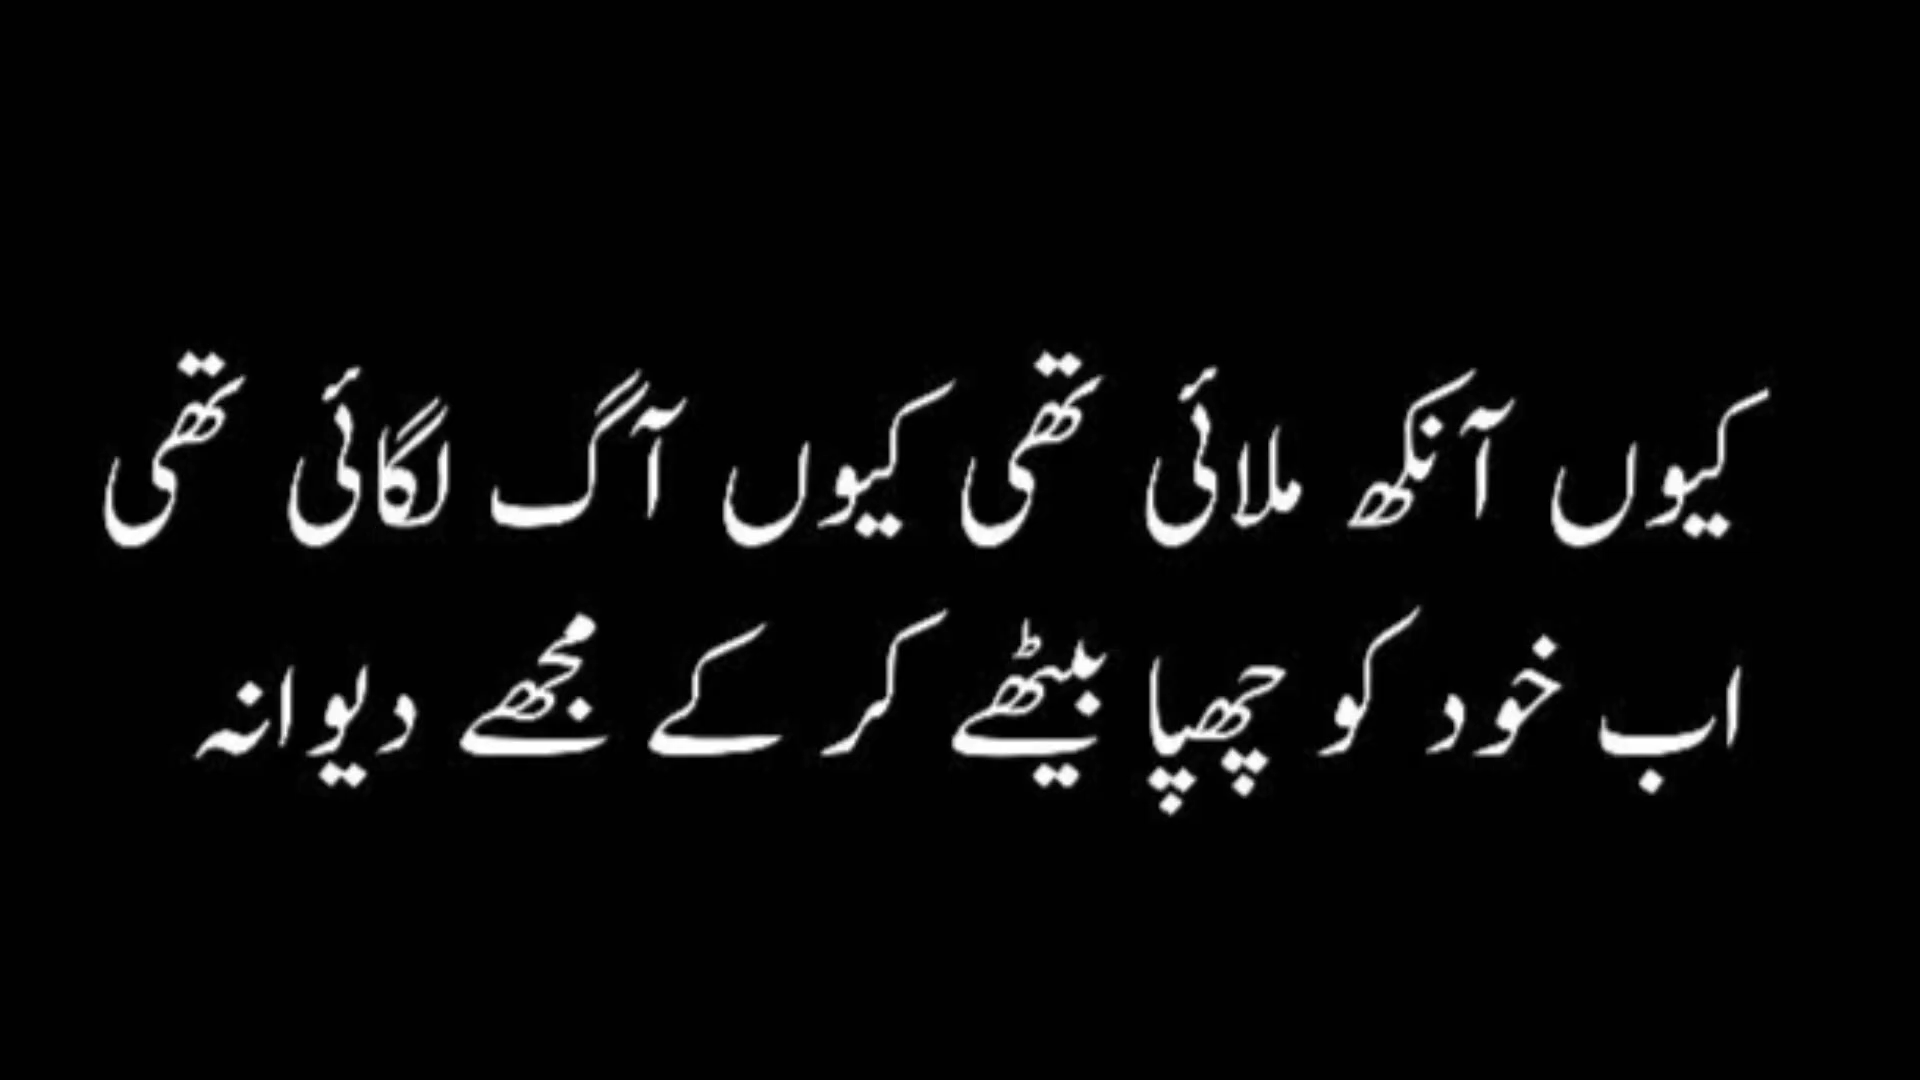 کیوں آنکھ ملائی تھی کیوں آگ لگائی تھی
اب خود کو چھپا بیٹھے کر کے مجھے دیوانہ